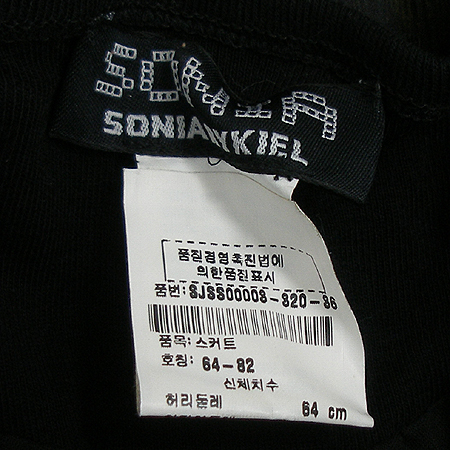 SONIA
SONIARYKIEL
품질경영촉진법에
의한품질표시
품번:SJSS00008-920-36
품목:스커트
호칭: 64-82
신체치수
허리둘레 64 cm